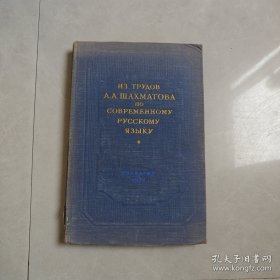 ИЗ ТРУДОВ
А.А.ШАХМАТОВА
ПО
СОВРЕМЕННОМУ
РУССКОМУ
ЯЗЫКУ
孔夫子旧书网